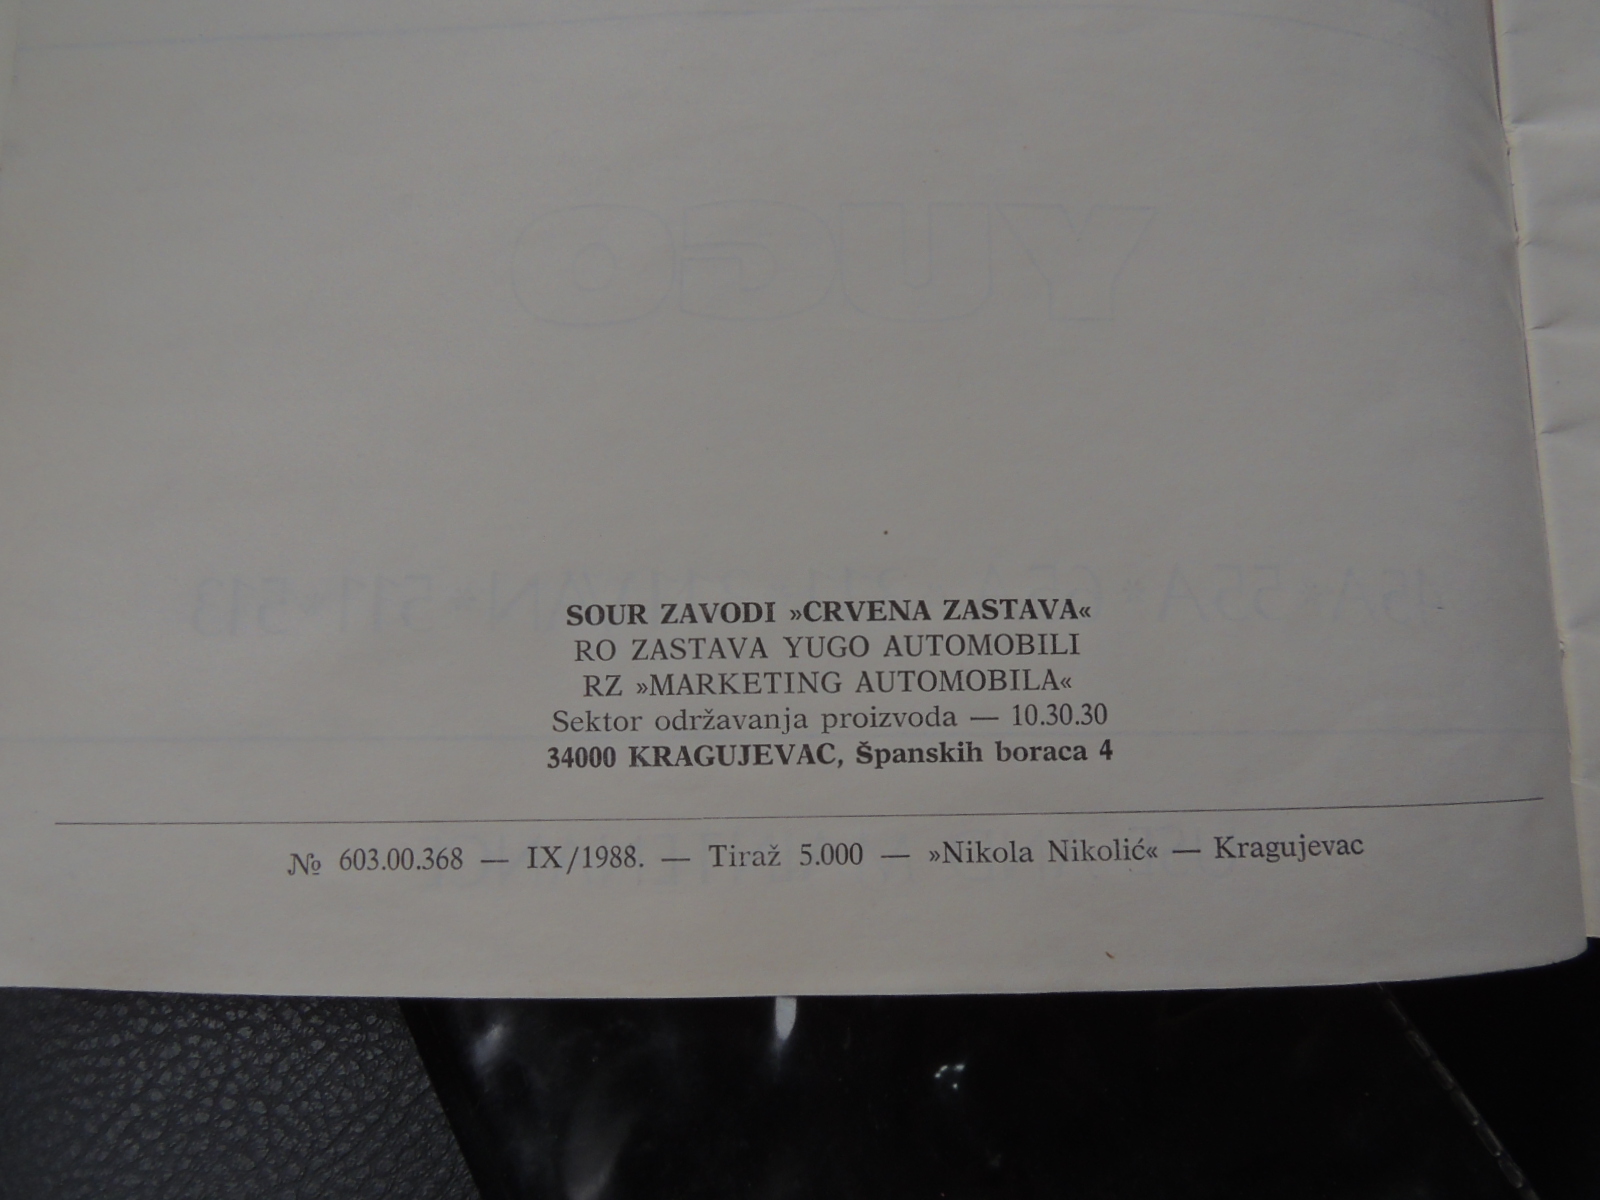 SOUR ZAVODI »CRVENA ZASTAVA«
RO ZASTAVA YUGO AUTOMOBILI
RZ »MARKETING AUTOMOBILA«
Sektor održavanja proizvoda — 10.30.30
34000 KRAGUJEVAC, Španskih boraca 4
№ 603.00.368 — IX/1988. — Tiraž 5.000 — »Nikola Nikolić« — Kragujevac